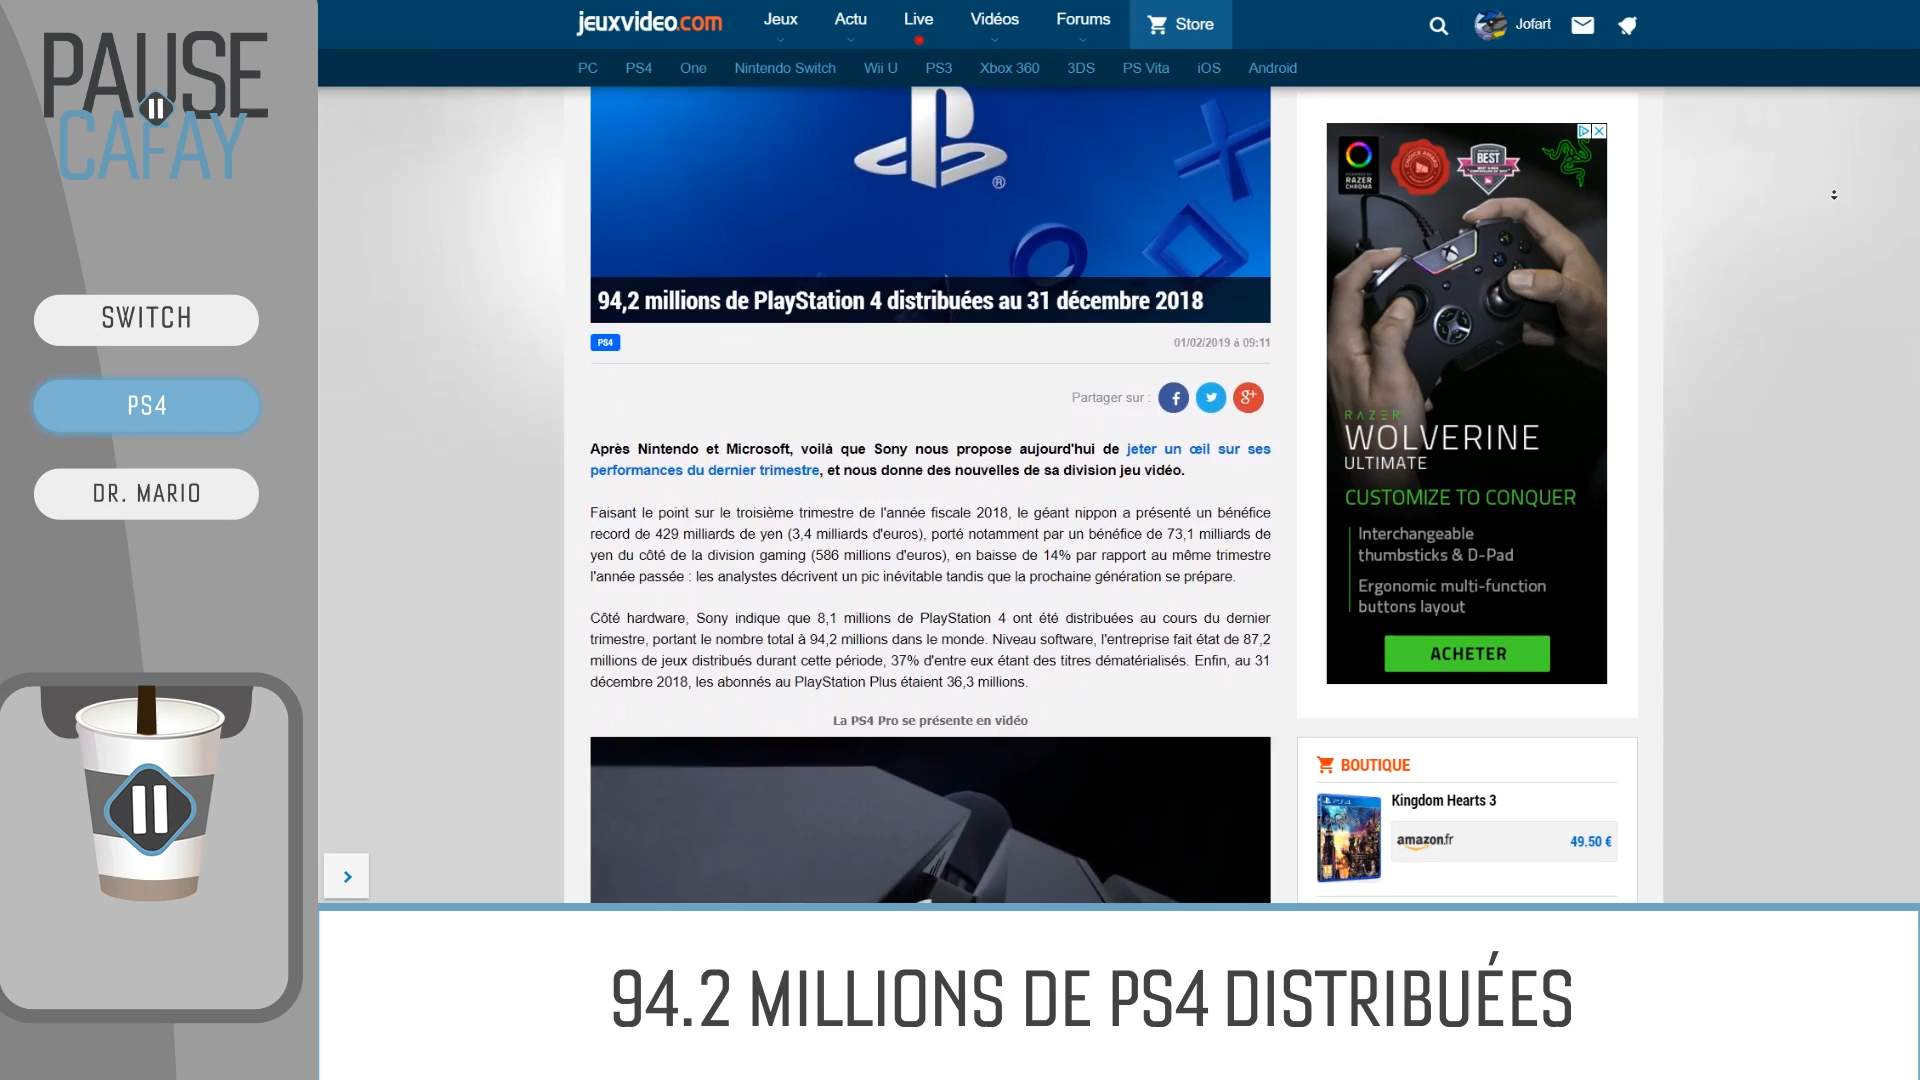 PAUSE
CAFAY
SWITCH
PS4
DR. MARIO
jeuxvideo.com
Jeux
Actu
Live
Vidéos
Forums
Store
Jofart
PC
PS4
One
Nintendo Switch
Wii U
PS3
Xbox 360
3DS
PS Vita
iOS
Android
94,2 millions de PlayStation 4 distribuées au 31 décembre 2018
PS4
01/02/2019 à 09:11
Partager sur :
Après Nintendo et Microsoft, voilà que Sony nous propose aujourd'hui de jeter un œil sur ses
performances du dernier trimestre, et nous donne des nouvelles de sa division jeu vidéo.
Faisant le point sur le troisième trimestre de l'année fiscale 2018, le géant nippon a présenté un bénéfice
record de 429 milliards de yen (3,4 milliards d'euros), porté notamment par un bénéfice de 73,1 milliards de
yen du côté de la division gaming (586 millions d'euros), en baisse de 14% par rapport au même trimestre
l'année passée : les analystes décrivent un pic inévitable tandis que la prochaine génération se prépare.
Côté hardware, Sony indique que 8,1 millions de PlayStation 4 ont été distribuées au cours du dernier
trimestre, portant le nombre total à 94,2 millions dans le monde. Niveau software, l'entreprise fait état de 87,2
millions de jeux distribués durant cette période, 37% d'entre eux étant des titres dématérialisés. Enfin, au 31
décembre 2018, les abonnés au PlayStation Plus étaient 36,3 millions.
La PS4 Pro se présente en vidéo
RAZER
CHROMA
BEST
RAZER
WOLVERINE
ULTIMATE
CUSTOMIZE TO CONQUER
Interchangeable
thumbsticks & D-Pad
Ergonomic multi-function
buttons layout
ACHETER
BOUTIQUE
Kingdom Hearts 3
amazon.fr
49.50 €
94.2 MILLIONS DE PS4 DISTRIBUÉES